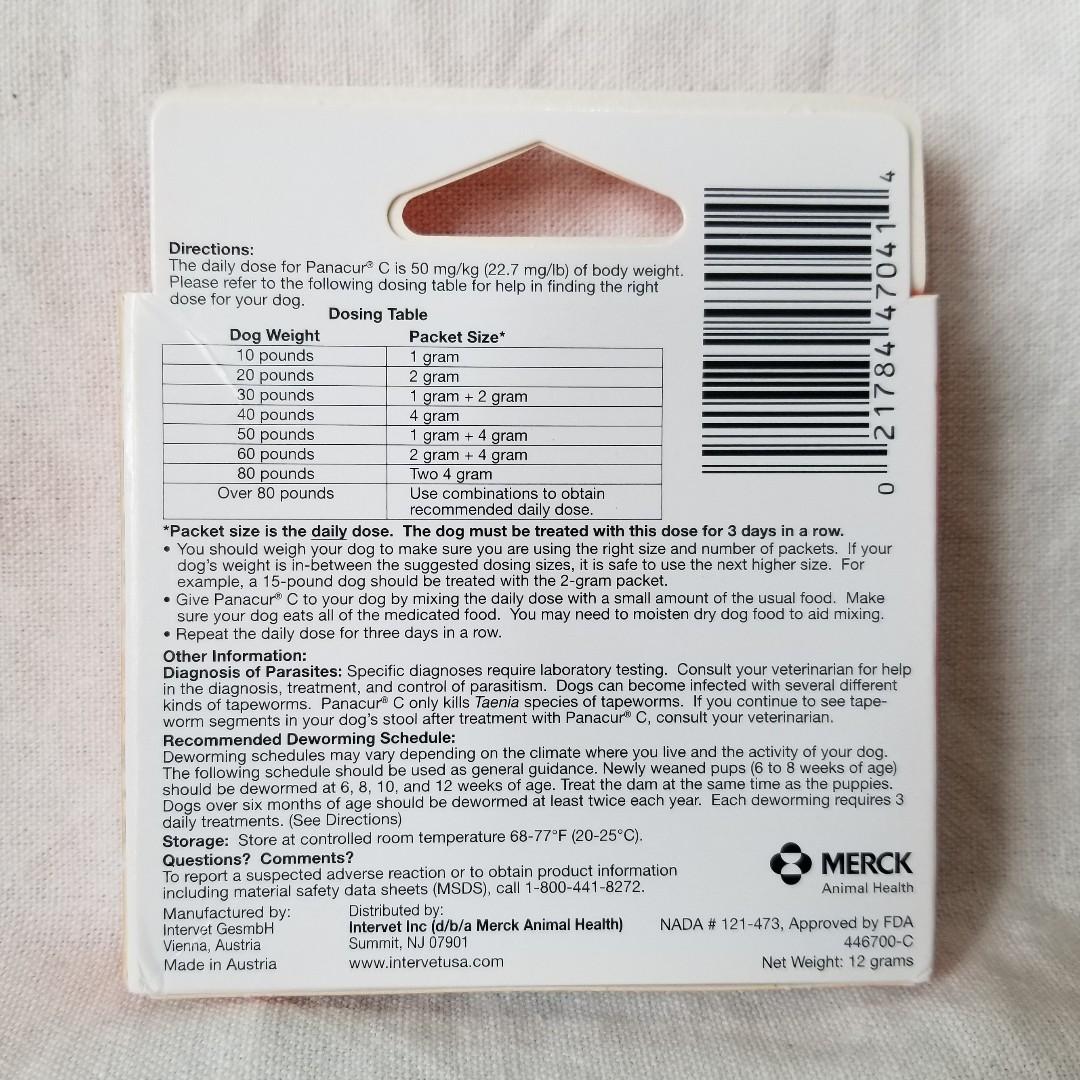 Directions:
The daily dose for Panacur® C is 50 mg/kg (22.7 mg/lb) of body weight.
Please refer to the following dosing table for help in finding the right
dose for your dog.
Dosing Table
Dog Weight Packet Size*
10 pounds 1 gram
20 pounds 2 gram
30 pounds 1 gram + 2 gram
40 pounds 4 gram
50 pounds 1 gram + 4 gram
60 pounds 2 gram + 4 gram
80 pounds Two 4 gram
Over 80 pounds Use combinations to obtain
recommended daily dose.
*Packet size is the daily dose. The dog must be treated with this dose for 3 days in a row.
• You should weigh your dog to make sure you are using the right size and number of packets. If your
dog's weight is in-between the suggested dosing sizes, it is safe to use the next higher size. For
example, a 15-pound dog should be treated with the 2-gram packet.
• Give Panacur® C to your dog by mixing the daily dose with a small amount of the usual food. Make
sure your dog eats all of the medicated food. You may need to moisten dry dog food to aid mixing.
• Repeat the daily dose for three days in a row.
Other Information:
Diagnosis of Parasites: Specific diagnoses require laboratory testing. Consult your veterinarian for help
in the diagnosis, treatment, and control of parasitism. Dogs can become infected with several different
kinds of tapeworms. Panacur® C only kills Taenia species of tapeworms. If you continue to see tape-
worm segments in your dog's stool after treatment with Panacur® C, consult your veterinarian.
Recommended Deworming Schedule:
Deworming schedules may vary depending on the climate where you live and the activity of your dog.
The following schedule should be used as general guidance. Newly weaned pups (6 to 8 weeks of age)
should be dewormed at 6, 8, 10, and 12 weeks of age. Treat the dam at the same time as the puppies.
Dogs over six months of age should be dewormed at least twice each year. Each deworming requires 3
daily treatments. (See Directions)
Storage: Store at controlled room temperature 68-77°F (20-25°C).
Questions? Comments?
To report a suspected adverse reaction or to obtain product information
including material safety data sheets (MSDS), call 1-800-441-8272.
Manufactured by:
Intervet GesmbH
Vienna, Austria
Made in Austria
Distributed by:
Intervet Inc (d/b/a Merck Animal Health)
Summit, NJ 07901
www.intervetusa.com
MERCK
Animal Health
NADA # 121-473, Approved by FDA
446700-C
Net Weight: 12 grams
0 21784 47041 4